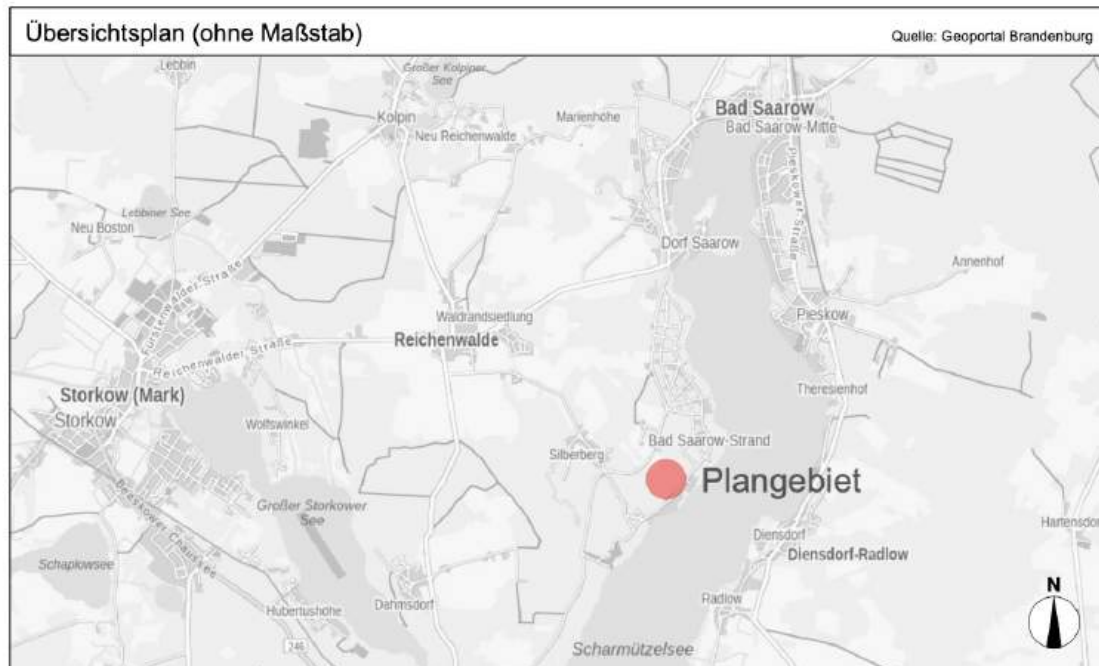 Übersichtsplan (ohne Maßstab)
Quelle: Geoportal Brandenburg
Lebbin
Großer Kolpiner
See
Kolpin
Neu Reichenwalde
Marienhöhe
Bad Saarow
Bad Saarow-Mitte
Pieskower-Straße
Lebbiner See
Neu Boston
Dorf Saarow
Annenhof
Fürstenwalder-Straße
Waldrandsiedlung
Reichenwalde
Pieskow
Reichenwalder Straße
Storkow (Mark)
Storkow
Theresienhof
Wolfswinkel
Bad Saarow-Strand
Silberberg
Plangebiet
Großer Storkower
See
Beeskower Chaussee
Diensdorf
Hartensdorf
Diensdorf-Radlow
Schaplowsee
Hubertushöhe
Dahmsdorf
Radlow
N
246
Scharmützelsee